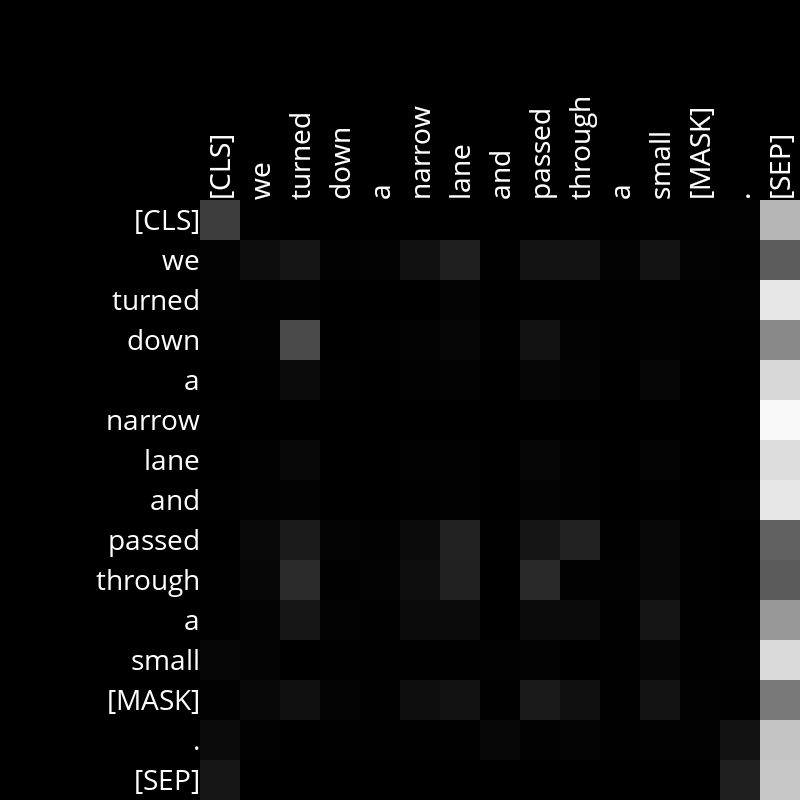 [CLS] we turned down a narrow lane and passed through a small [MASK] . [SEP]
[CLS]
we
turned
down
a
narrow
lane
and
passed
through
a
small
[MASK]
.
[SEP]